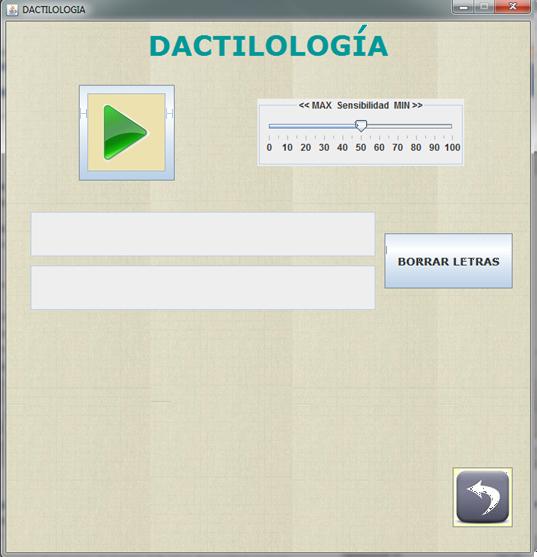 DACTILOLOGIA
DACTILOLOGÍA
<< MAX Sensibilidad MIN >>
0 10 20 30 40 50 60 70 80 90 100
BORRAR LETRAS